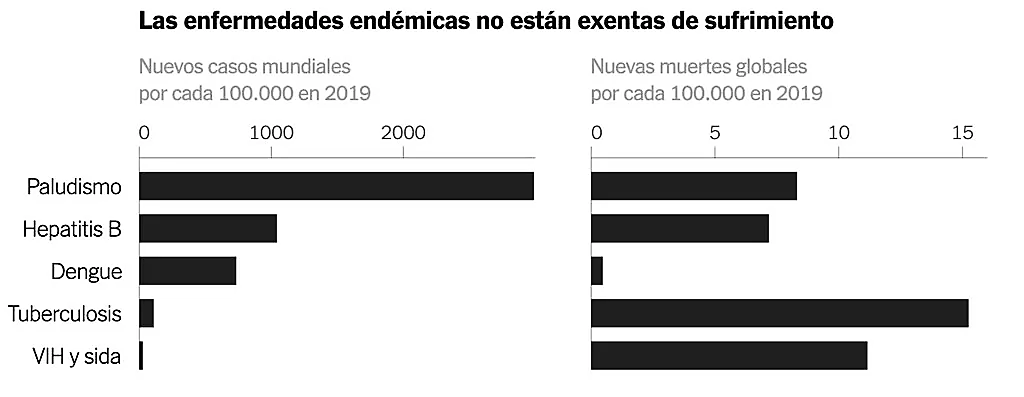 Las enfermedades endémicas no están exentas de sufrimiento
Nuevos casos mundiales
por cada 100.000 en 2019
0 1000 2000
Nuevas muertes globales
por cada 100.000 en 2019
0 5 10 15
Paludismo
Hepatitis B
Dengue
Tuberculosis
VIH y sida